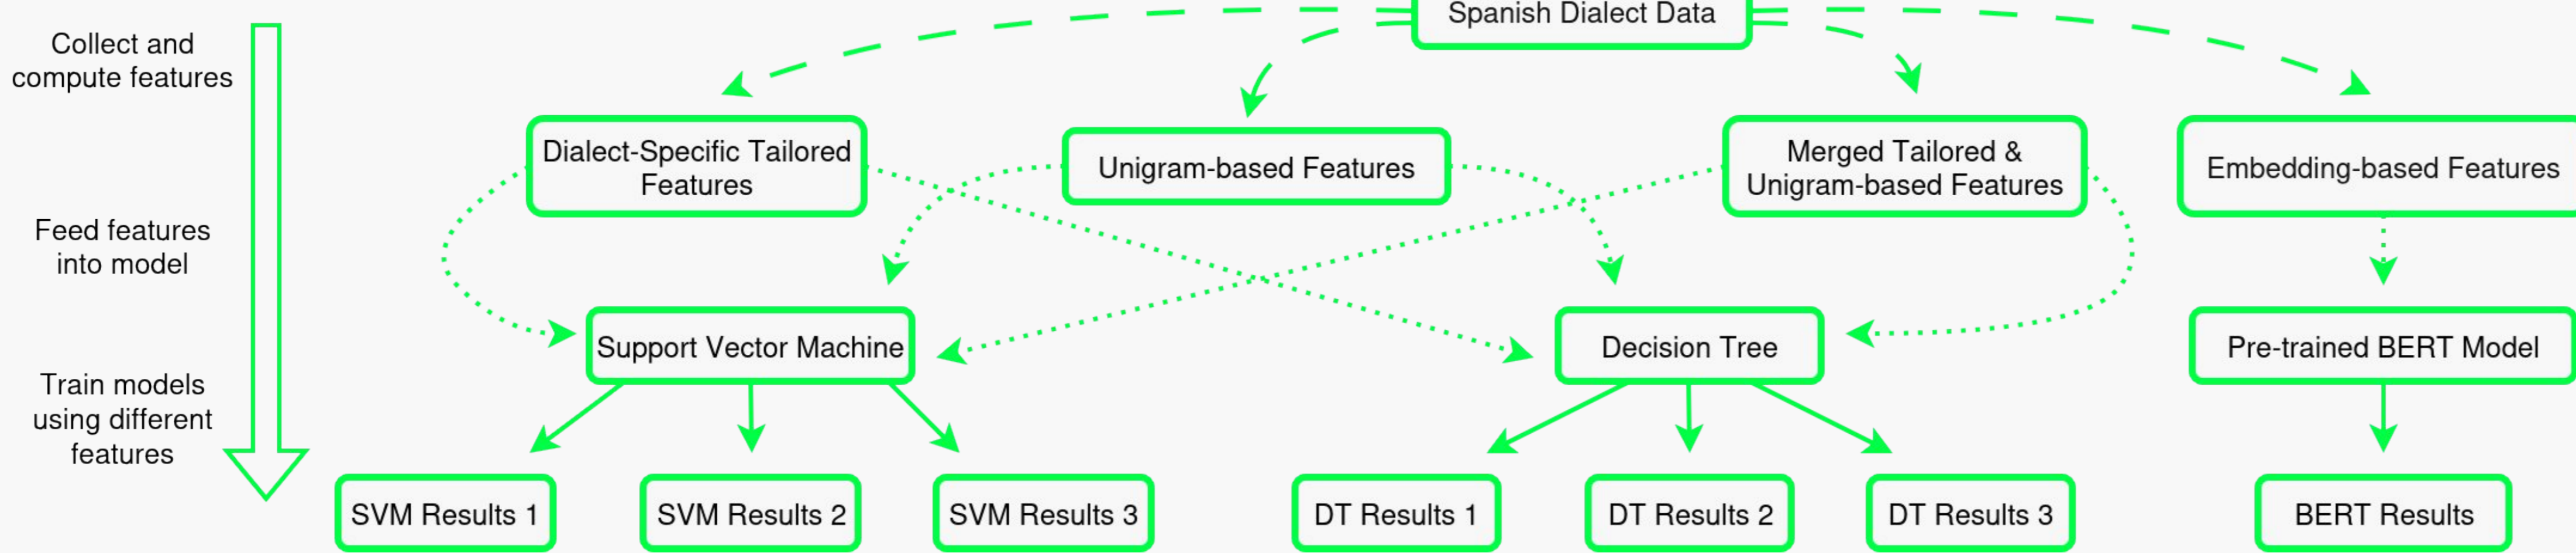 Spanish Dialect Data
Collect and
compute features
Dialect-Specific Tailored
Features
Unigram-based Features
Merged Tailored &
Unigram-based Features
Embedding-based Features
Feed features
into model
Support Vector Machine
Decision Tree
Pre-trained BERT Model
Train models
using different
features
SVM Results 1
SVM Results 2
SVM Results 3
DT Results 1
DT Results 2
DT Results 3
BERT Results